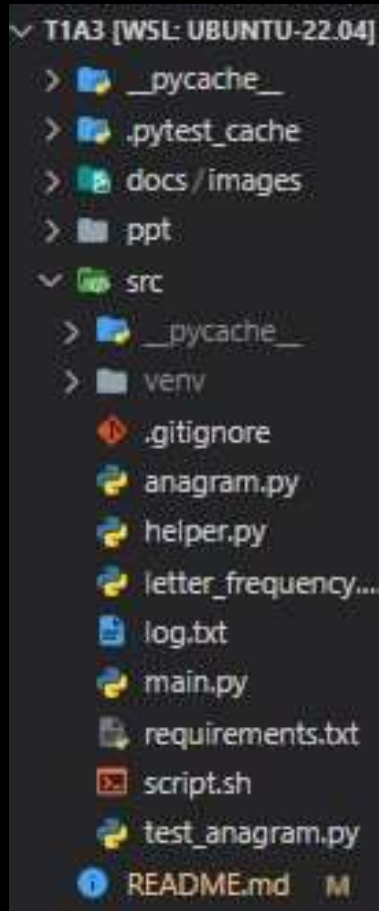 T1A3 [WSL: UBUNTU-22.04]
__pycache__
.pytest_cache
docs/images
ppt
src
__pycache__
venv
.gitignore
anagram.py
helper.py
letter_frequency....
log.txt
main.py
requirements.txt
script.sh
test_anagram.py
README.md M